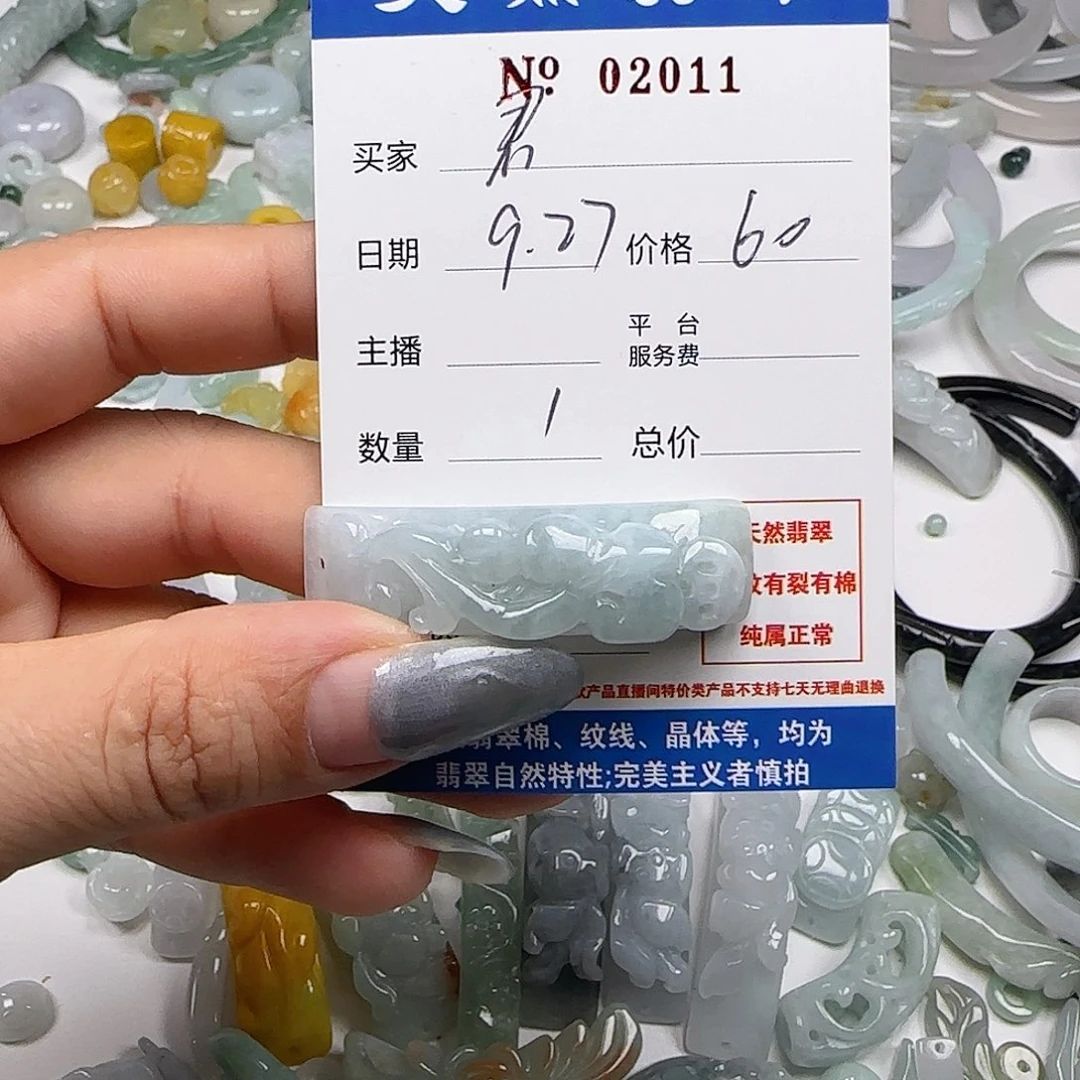 No. 02011
买家 君
日期 9.27 价格 60
主播 平台服务费
数量 1 总价
天然翡翠
有裂有棉
纯属正常
产品直播间特价类产品不支持七天无理由退换
翡翠棉、纹线、晶体等，均为
翡翠自然特性;完美主义者慎拍